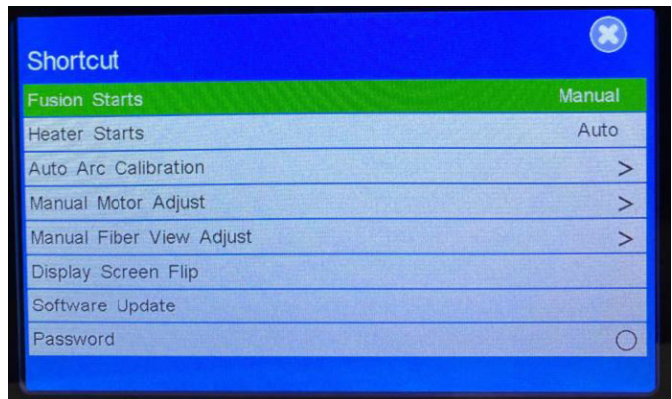 Shortcut
Fusion Starts Manual
Heater Starts Auto
Auto Arc Calibration >
Manual Motor Adjust >
Manual Fiber View Adjust >
Display Screen Flip
Software Update
Password